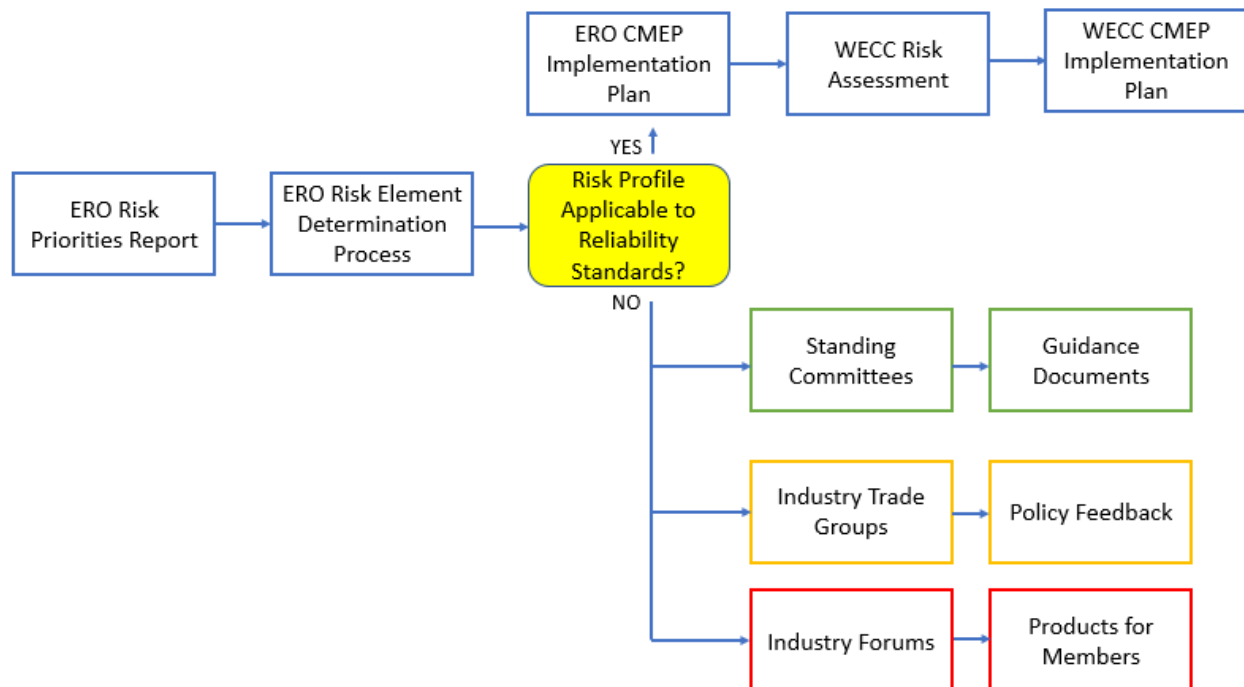 ERO CMEP
Implementation
Plan
WECC Risk
Assessment
WECC CMEP
Implementation
Plan
YES
ERO Risk
Priorities Report
ERO Risk Element
Determination
Process
Risk Profile
Applicable to
Reliability
Standards?
NO
Standing
Committees
Guidance
Documents
Industry Trade
Groups
Policy Feedback
Industry Forums
Products for
Members